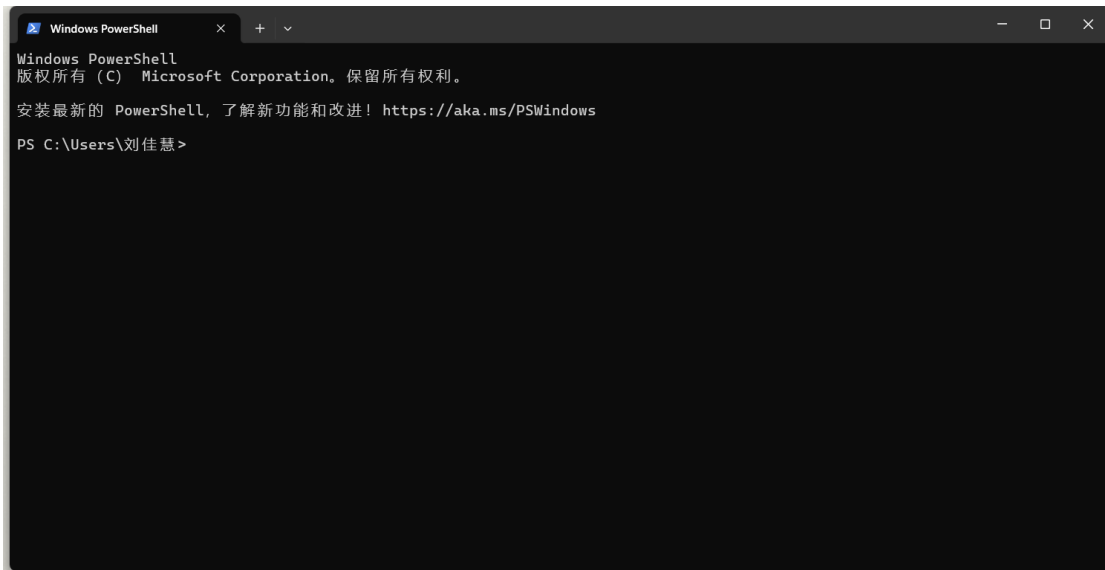 Windows PowerShell
Windows PowerShell
版权所有 (C)  Microsoft Corporation。保留所有权利。
安装最新的 PowerShell，了解新功能和改进！https://aka.ms/PSWindows
PS C:\Users\刘佳慧>